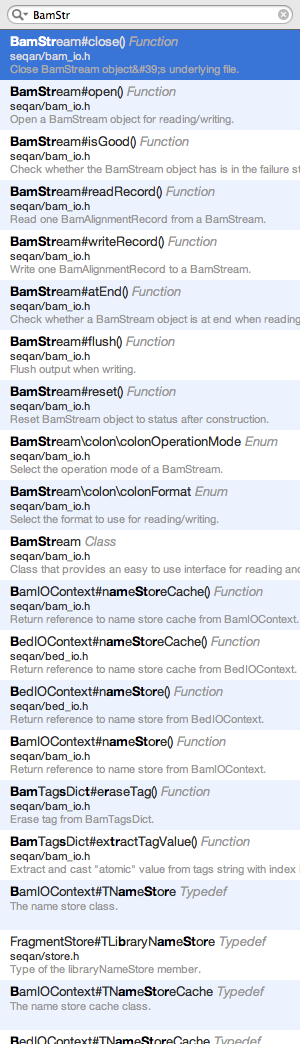 BamStr
BamStream#close() Function
seqan/bam_io.h
Close BamStream object&#39;s underlying file.
BamStream#open() Function
seqan/bam_io.h
Open a BamStream object for reading/writing.
BamStream#isGood() Function
seqan/bam_io.h
Check whether the BamStream object has is in the failure st
BamStream#readRecord() Function
seqan/bam_io.h
Read one BamAlignmentRecord from a BamStream.
BamStream#writeRecord() Function
seqan/bam_io.h
Write one BamAlignmentRecord to a BamStream.
BamStream#atEnd() Function
seqan/bam_io.h
Check whether a BamStream object is at end when reading
BamStream#flush() Function
seqan/bam_io.h
Flush output when writing.
BamStream#reset() Function
seqan/bam_io.h
Reset BamStream object to status after construction.
BamStream\colon\colonOperationMode Enum
seqan/bam_io.h
Select the operation mode of a BamStream.
BamStream\colon\colonFormat Enum
seqan/bam_io.h
Select the format to use for reading/writing.
BamStream Class
seqan/bam_io.h
Class that provides an easy to use interface for reading and
BamIOContext#nameStoreCache() Function
seqan/bam_io.h
Return reference to name store cache from BamIOContext.
BedIOContext#nameStoreCache() Function
seqan/bed_io.h
Return reference to name store cache from BedIOContext.
BedIOContext#nameStore() Function
seqan/bed_io.h
Return reference to name store from BedIOContext.
BamIOContext#nameStore() Function
seqan/bam_io.h
Return reference to name store from BamIOContext.
BamTagsDict#eraseTag() Function
seqan/bam_io.h
Erase tag from BamTagsDict.
BamTagsDict#extractTagValue() Function
seqan/bam_io.h
Extract and cast "atomic" value from tags string with index
BamIOContext#TNameStore Typedef
The name store class.
FragmentStore#TLibraryNameStore Typedef
seqan/store.h
Type of the libraryNameStore member.
BamIOContext#TNameStoreCache Typedef
The name store cache class.
BedIOContext#TNameStoreCache Typedef